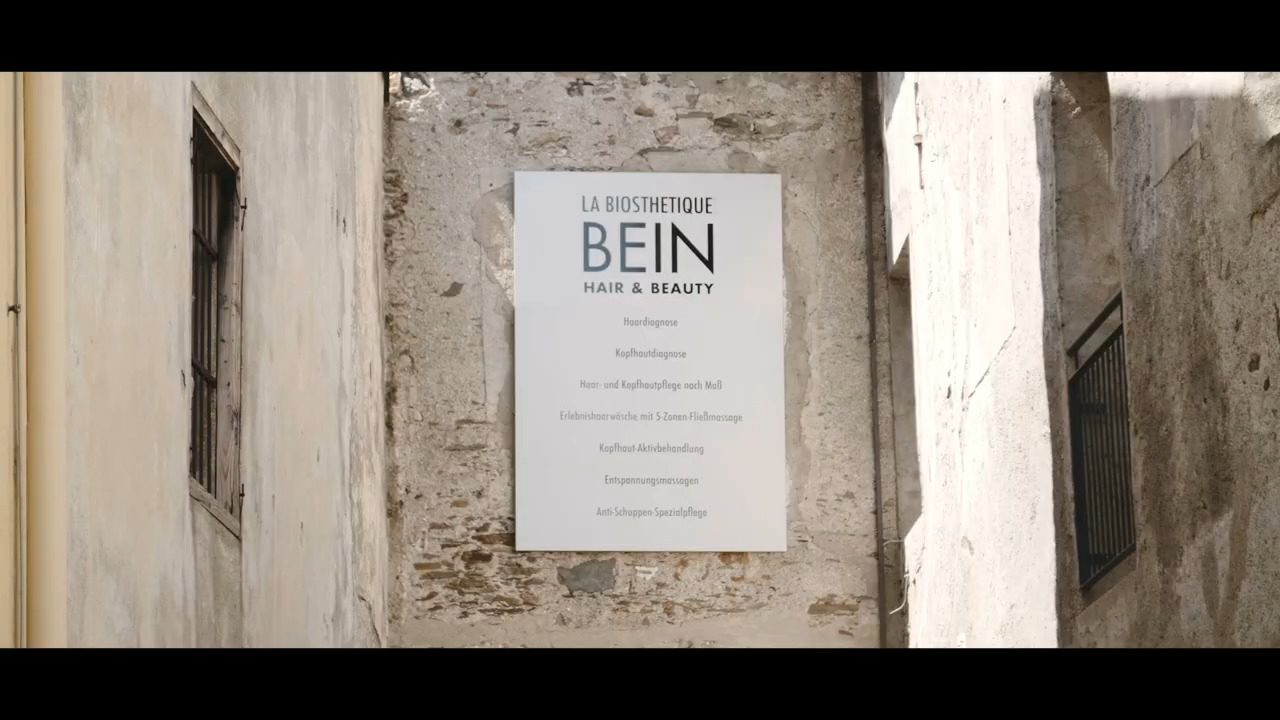 LA BIOSTHETIQUE
BEIN
HAIR & BEAUTY
Haardiagnose
Kopfhautdiagnose
Haar- und Kopfhautpflege nach Maß
Erlebnishaarwäsche mit 5-Zonen-Fließmassage
Kopfhaut-Aktivbehandlung
Entspannungsmassagen
Anti-Schuppen-Spezialpflege